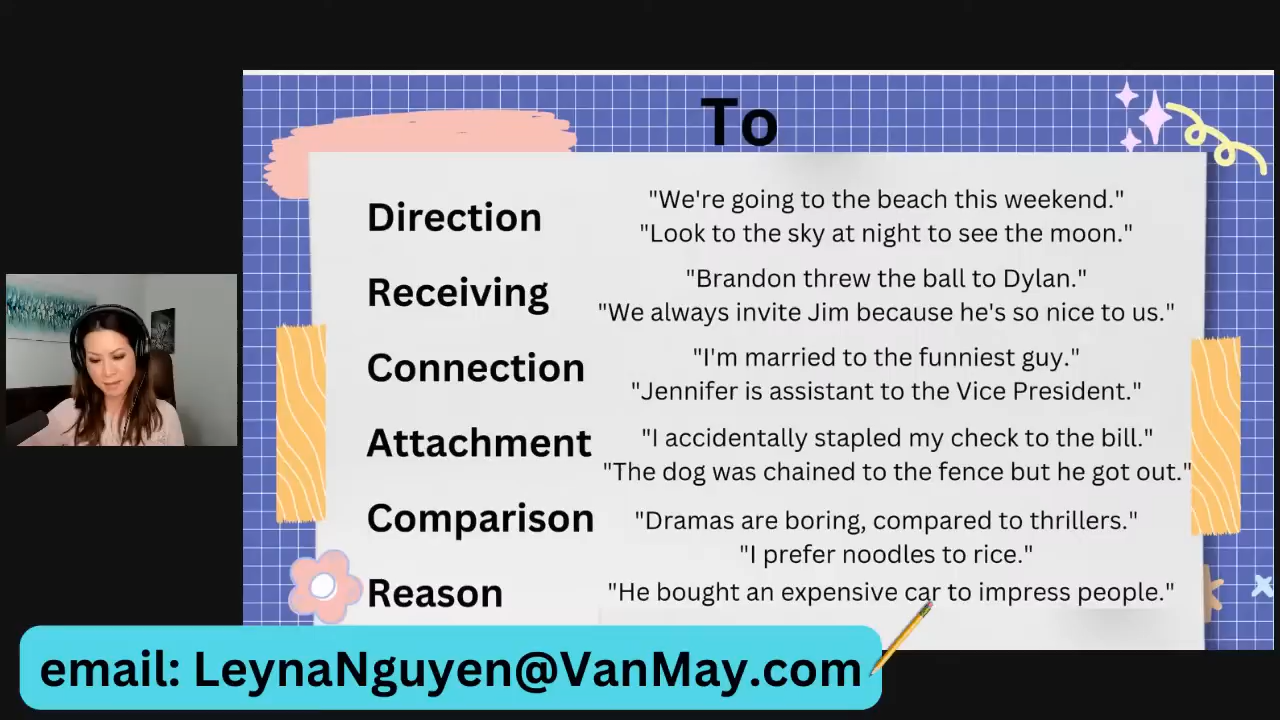 To
Direction
"We're going to the beach this weekend."
"Look to the sky at night to see the moon."
Receiving
"Brandon threw the ball to Dylan."
"We always invite Jim because he's so nice to us."
Connection
"I'm married to the funniest guy."
"Jennifer is assistant to the Vice President."
Attachment
"I accidentally stapled my check to the bill."
"The dog was chained to the fence but he got out."
Comparison
"Dramas are boring, compared to thrillers."
"I prefer noodles to rice."
Reason
"He bought an expensive car to impress people."
email: LeynaNguyen@VanMay.com